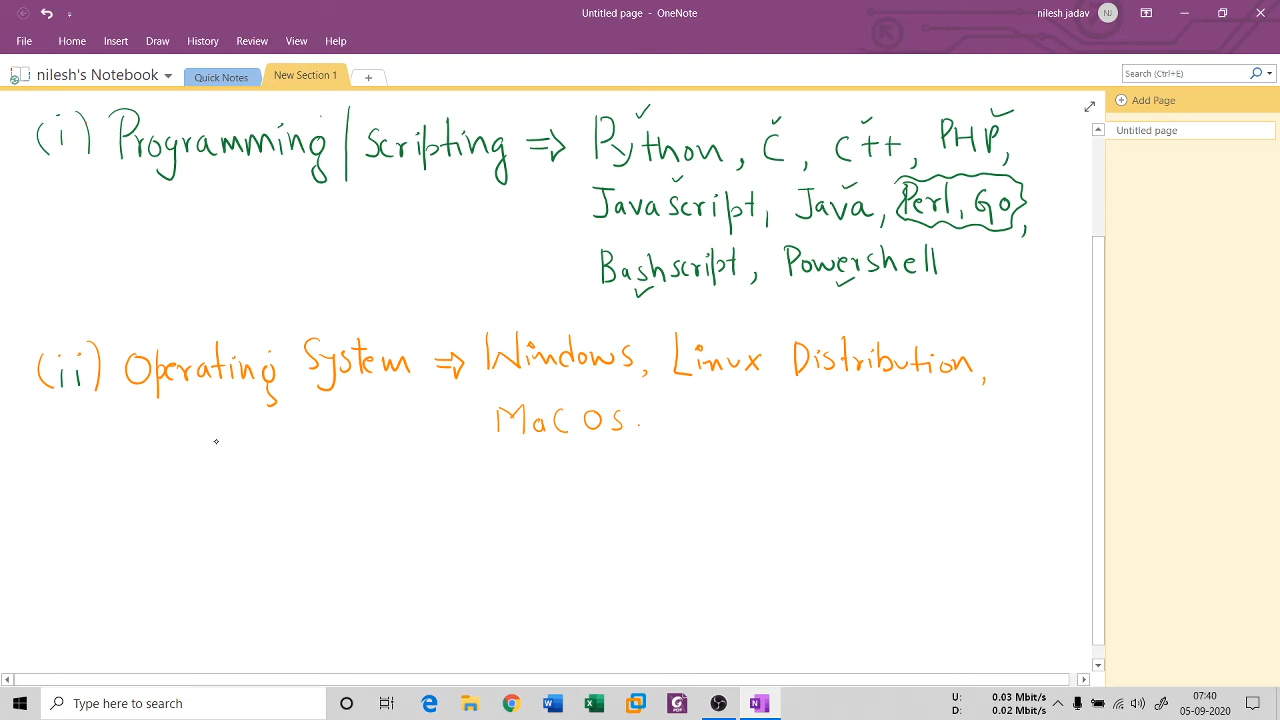 Untitled page - OneNote
nilesh jadav
NJ
File Home Insert Draw History Review View Help
nilesh's Notebook
Quick Notes
New Section 1
Search (Ctrl+E)
Add Page
Untitled page
(i) Programming | scripting ⇒ Python, C, C++, PHP,
Javascript, Java, Perl, Go,
Bashscript, Powershell
(ii) Operating System ⇒ Windows, Linux Distribution,
MaC OS.
Type here to search
U: 0.03 Mbit/s
D: 0.02 Mbit/s
07:40
05-09-2020